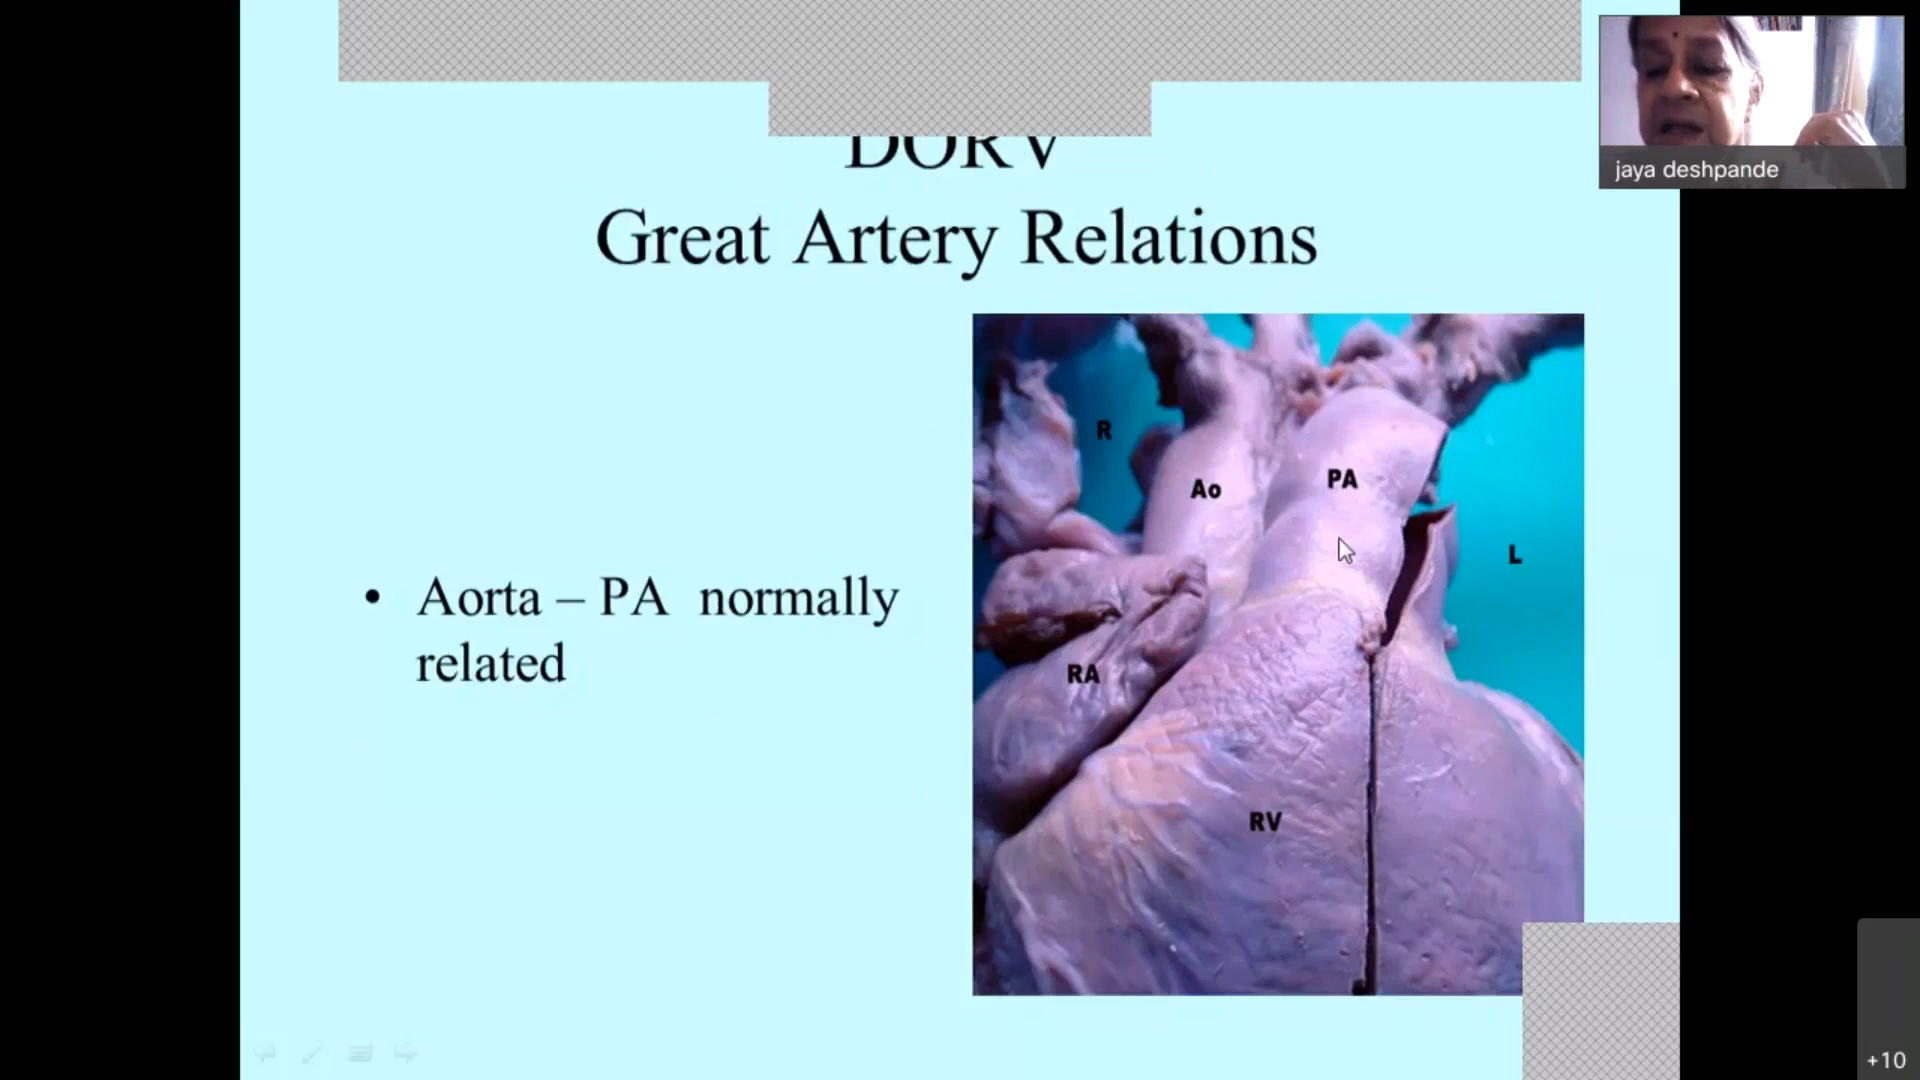 DORV
Great Artery Relations
jaya deshpande
• Aorta – PA normally
related
R
Ao
PA
L
RA
RV
+10